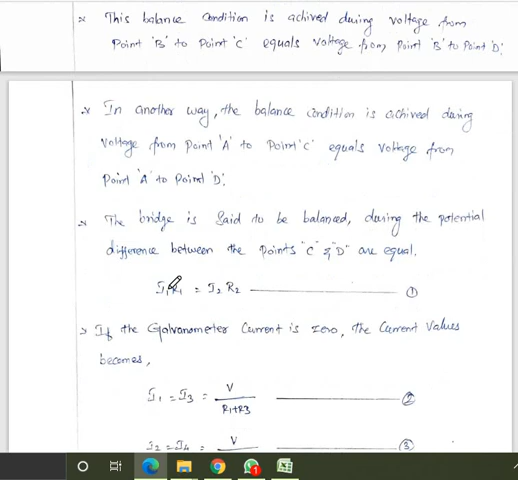 * This balance condition is achived during voltage from
Point 'B' to Point 'C' equals Voltage from Point 'B' to Point 'D'.
* In another way, the balance condition is achived during
Voltage from Point 'A' to Point 'C' equals Voltage from
Point 'A' to Point 'D'.
* The bridge is Said to be balanced, during the potential
difference between the Points "C" & "D" are equal.
I1R1 = I2 R2 ——— ①
* If the Galvanometer Current is Zero, the Current Values
becomes,
I1 = I3 = V / R1+R3 ——— ②
I2 = I4 = V ——— ③
1